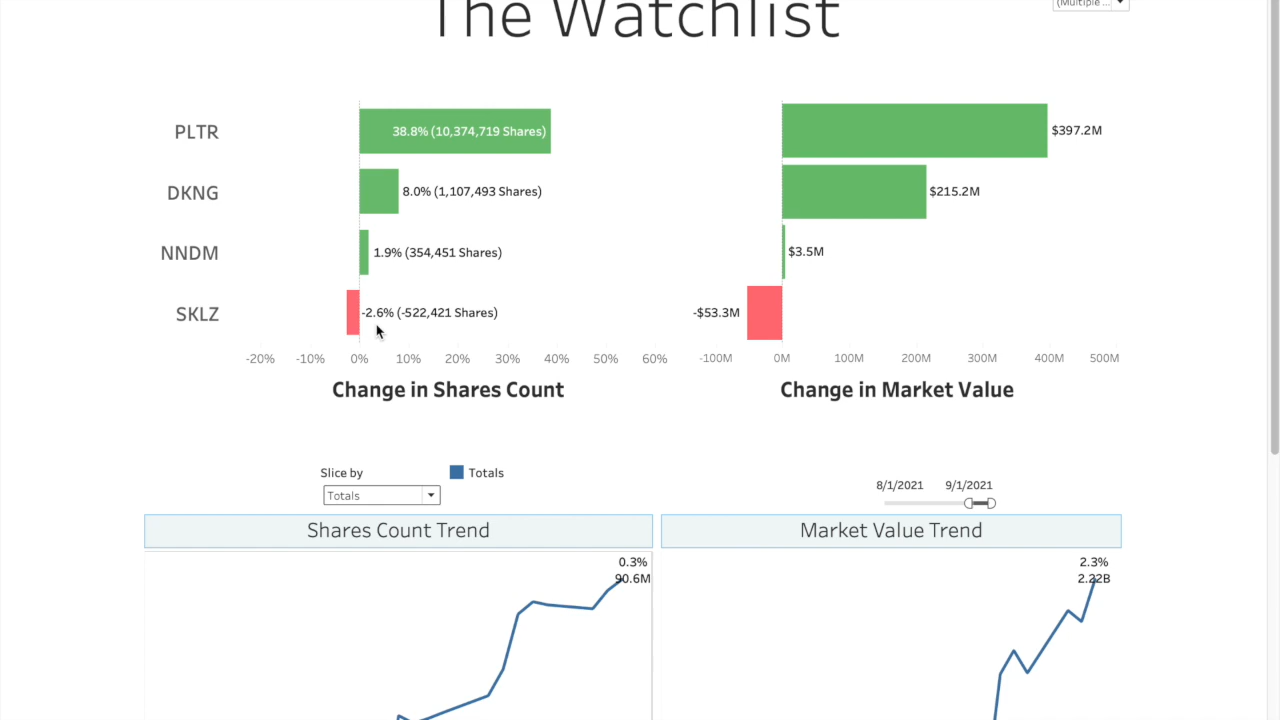 The Watchlist
(Multiple ...
PLTR
38.8% (10,374,719 Shares)
$397.2M
DKNG
8.0% (1,107,493 Shares)
$215.2M
NNDM
1.9% (354,451 Shares)
$3.5M
SKLZ
-2.6% (-522,421 Shares)
-$53.3M
-20% -10% 0% 10% 20% 30% 40% 50% 60%
-100M 0M 100M 200M 300M 400M 500M
Change in Shares Count
Change in Market Value
Slice by
Totals
Totals
8/1/2021 9/1/2021
Shares Count Trend
Market Value Trend
0.3%
90.6M
2.3%
2.22B